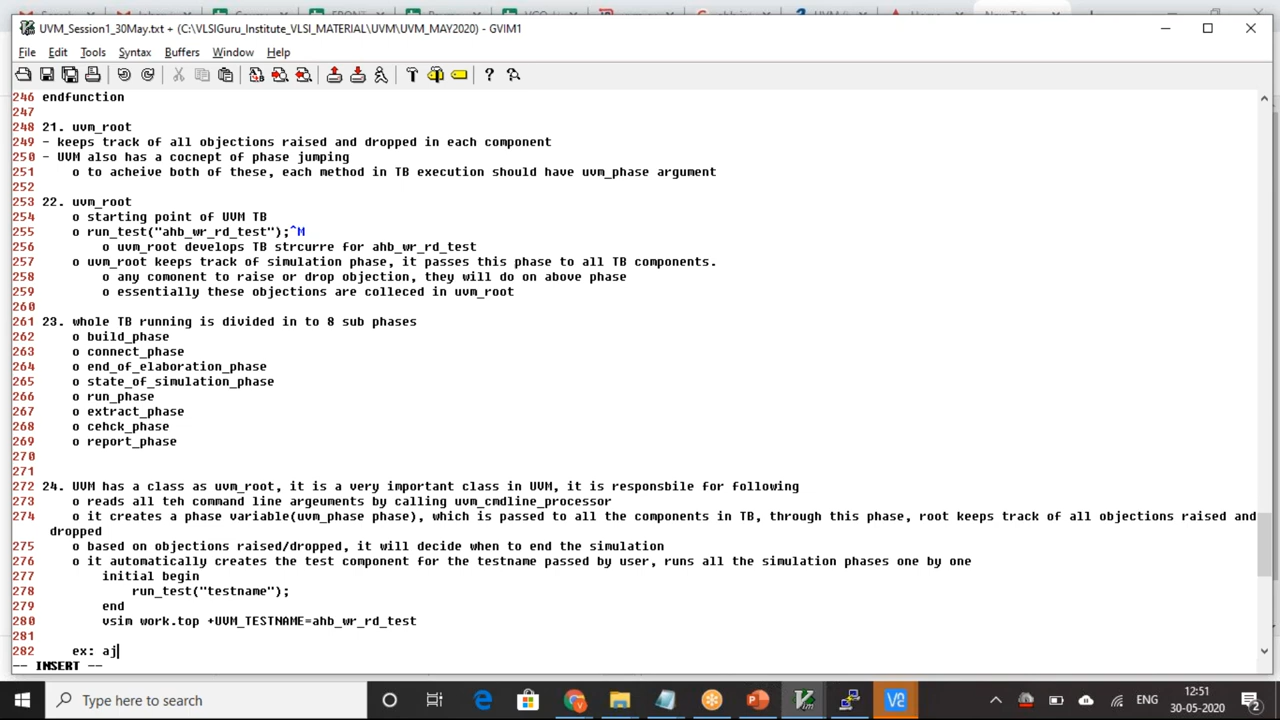 UVM_Session1_30May.txt + (C:\VLSIGuru_Institute_VLSI_MATERIAL\UVM\UVM_MAY2020) - GVIM1
File Edit Tools Syntax Buffers Window Help
246 endfunction
247
248 21. uvm_root
249 - keeps track of all objections raised and dropped in each component
250 - UVM also has a cocnept of phase jumping
251 o to acheive both of these, each method in TB execution should have uvm_phase argument
252
253 22. uvm_root
254 o starting point of UVM TB
255 o run_test("ahb_wr_rd_test");^M
256 o uvm_root develops TB strcurre for ahb_wr_rd_test
257 o uvm_root keeps track of simulation phase, it passes this phase to all TB components.
258 o any comonent to raise or drop objection, they will do on above phase
259 o essentially these objections are colleced in uvm_root
260
261 23. whole TB running is divided in to 8 sub phases
262 o build_phase
263 o connect_phase
264 o end_of_elaboration_phase
265 o state_of_simulation_phase
266 o run_phase
267 o extract_phase
268 o cehck_phase
269 o report_phase
270
271
272 24. UVM has a class as uvm_root, it is a very important class in UVM, it is responsbile for following
273 o reads all teh command line argeuments by calling uvm_cmdline_processor
274 o it creates a phase variable(uvm_phase phase), which is passed to all the components in TB, through this phase, root keeps track of all objections raised and
dropped
275 o based on objections raised/dropped, it will decide when to end the simulation
276 o it automatically creates the test component for the testname passed by user, runs all the simulation phases one by one
277 initial begin
278 run_test("testname");
279 end
280 vsim work.top +UVM_TESTNAME=ahb_wr_rd_test
281
282 ex: aj
-- INSERT --
Type here to search
ENG
12:51
30-05-2020
2